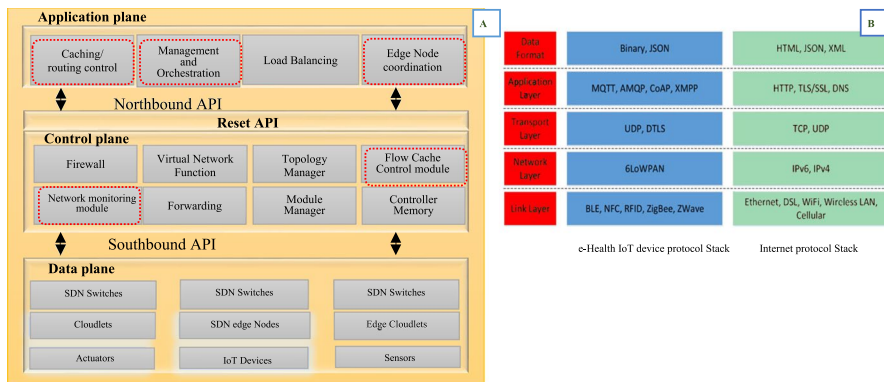 Application plane
A
Caching/
routing control
Management
and
Orchestration
Load Balancing
Edge Node
coordination
Northbound API
Reset API
Control plane
Firewall
Virtual Network
Function
Topology
Manager
Flow Cache
Control module
Network monitoring
module
Forwarding
Module
Manager
Controller
Memory
Southbound API
Data plane
SDN Switches
SDN Switches
SDN Switches
Cloudlets
SDN edge Nodes
Edge Cloudlets
Actuators
IoT Devices
Sensors
B
Data
Format
Binary, JSON
HTML, JSON, XML
Application
Layer
MQTT, AMQP, CoAP, XMPP
HTTP, TLS/SSL, DNS
Transport
Layer
UDP, DTLS
TCP, UDP
Network
Layer
6LoWPAN
IPv6, IPv4
Link Layer
BLE, NFC, RFID, ZigBee, ZWave
Ethernet, DSL, WiFi, Wireless LAN,
Cellular
e-Health IoT device protocol Stack
Internet protocol Stack